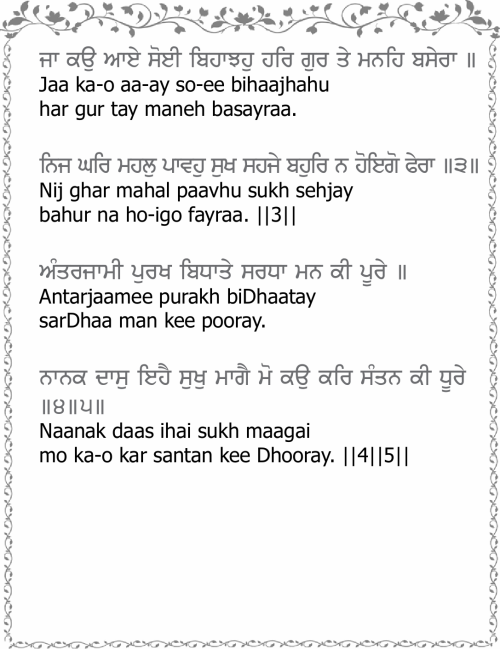 ਜਾ ਕਉ ਆਏ ਸੋਈ ਬਿਹਾਝਹੁ ਹਰਿ ਗੁਰ ਤੇ ਮਨਹਿ ਬਸੇਰਾ ॥
Jaa ka-o aa-ay so-ee bihaajhahu
har gur tay maneh basayraa.
ਨਿਜ ਘਰਿ ਮਹਲੁ ਪਾਵਹੁ ਸੁਖ ਸਹਜੇ ਬਹੁਰਿ ਨ ਹੋਇਗੋ ਫੇਰਾ ॥੩॥
Nij ghar mahal paavhu sukh sehjay
bahur na ho-igo fayraa. ||3||
ਅੰਤਰਜਾਮੀ ਪੁਰਖ ਬਿਧਾਤੇ ਸਰਧਾ ਮਨ ਕੀ ਪੂਰੇ ॥
Antarjaamee purakh biDhaatay
sarDhaa man kee pooray.
ਨਾਨਕ ਦਾਸੁ ਇਹੈ ਸੁਖੁ ਮਾਗੈ ਮੋ ਕਉ ਕਰਿ ਸੰਤਨ ਕੀ ਧੂਰੇ
॥੪॥੫॥
Naanak daas ihai sukh maagai
mo ka-o kar santan kee Dhooray. ||4||5||